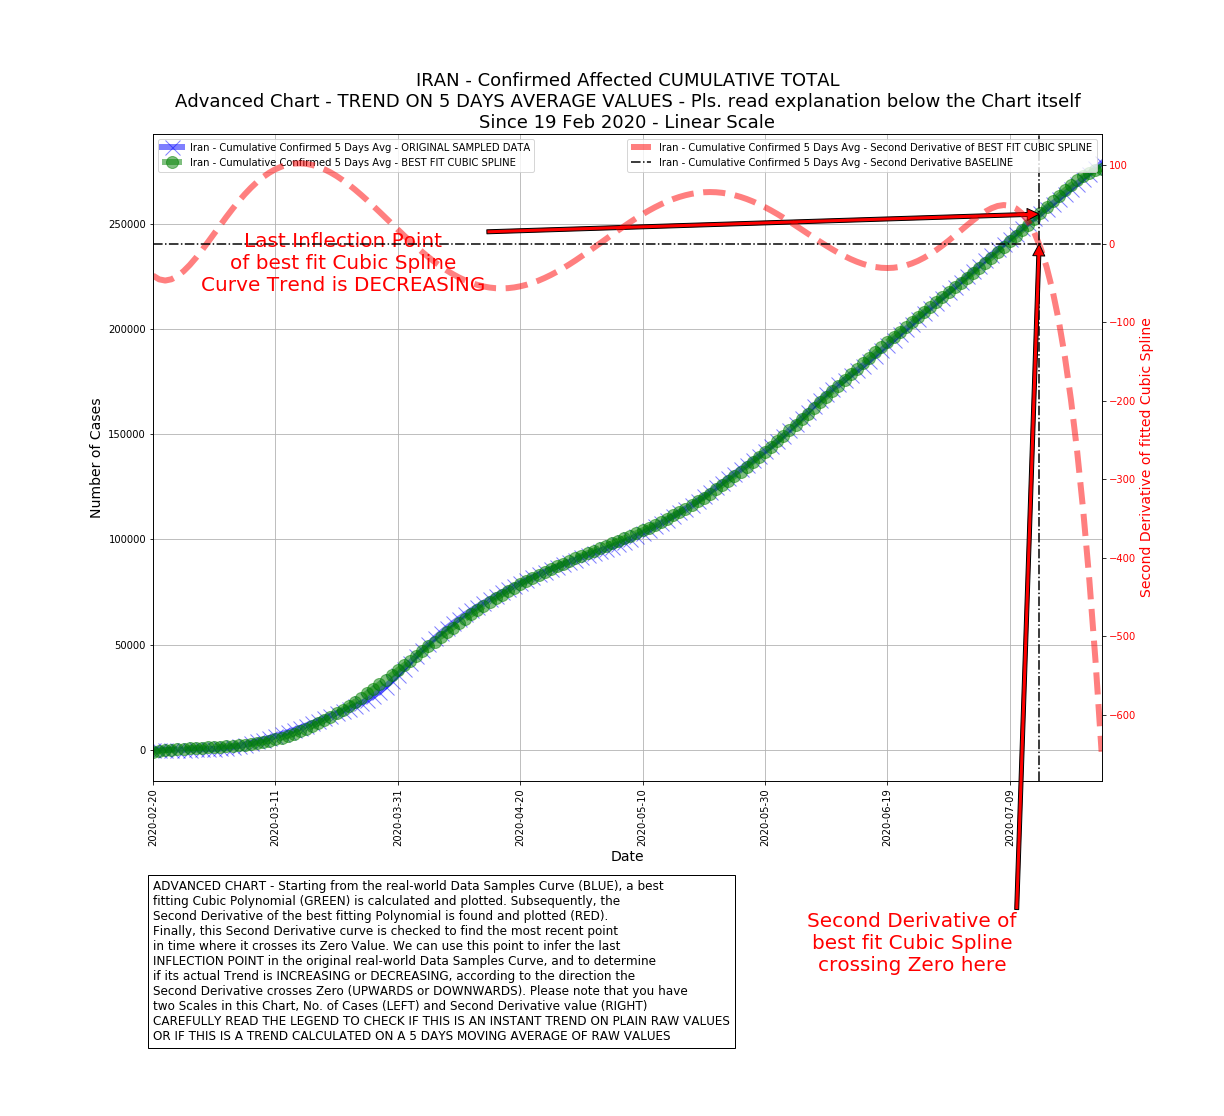 IRAN - Confirmed Affected CUMULATIVE TOTAL
Advanced Chart - TREND ON 5 DAYS AVERAGE VALUES - Pls. read explanation below the Chart itself
Since 19 Feb 2020 - Linear Scale
Iran - Cumulative Confirmed 5 Days Avg - ORIGINAL SAMPLED DATA
Iran - Cumulative Confirmed 5 Days Avg - BEST FIT CUBIC SPLINE
Iran - Cumulative Confirmed 5 Days Avg - Second Derivative of BEST FIT CUBIC SPLINE
Iran - Cumulative Confirmed 5 Days Avg - Second Derivative BASELINE
Last Inflection Point
of best fit Cubic Spline
Curve Trend is DECREASING
Number of Cases
250000
200000
150000
100000
50000
0
100
0
−100
−200
−300
−400
−500
−600
Second Derivative of fitted Cubic Spline
2020-02-20
2020-03-11
2020-03-31
2020-04-20
2020-05-10
2020-05-30
2020-06-19
2020-07-09
Date
ADVANCED CHART - Starting from the real-world Data Samples Curve (BLUE), a best
fitting Cubic Polynomial (GREEN) is calculated and plotted. Subsequently, the
Second Derivative of the best fitting Polynomial is found and plotted (RED).
Finally, this Second Derivative curve is checked to find the most recent point
in time where it crosses its Zero Value. We can use this point to infer the last
INFLECTION POINT in the original real-world Data Samples Curve, and to determine
if its actual Trend is INCREASING or DECREASING, according to the direction the
Second Derivative crosses Zero (UPWARDS or DOWNWARDS). Please note that you have
two Scales in this Chart, No. of Cases (LEFT) and Second Derivative value (RIGHT)
CAREFULLY READ THE LEGEND TO CHECK IF THIS IS AN INSTANT TREND ON PLAIN RAW VALUES
OR IF THIS IS A TREND CALCULATED ON A 5 DAYS MOVING AVERAGE OF RAW VALUES
Second Derivative of
best fit Cubic Spline
crossing Zero here